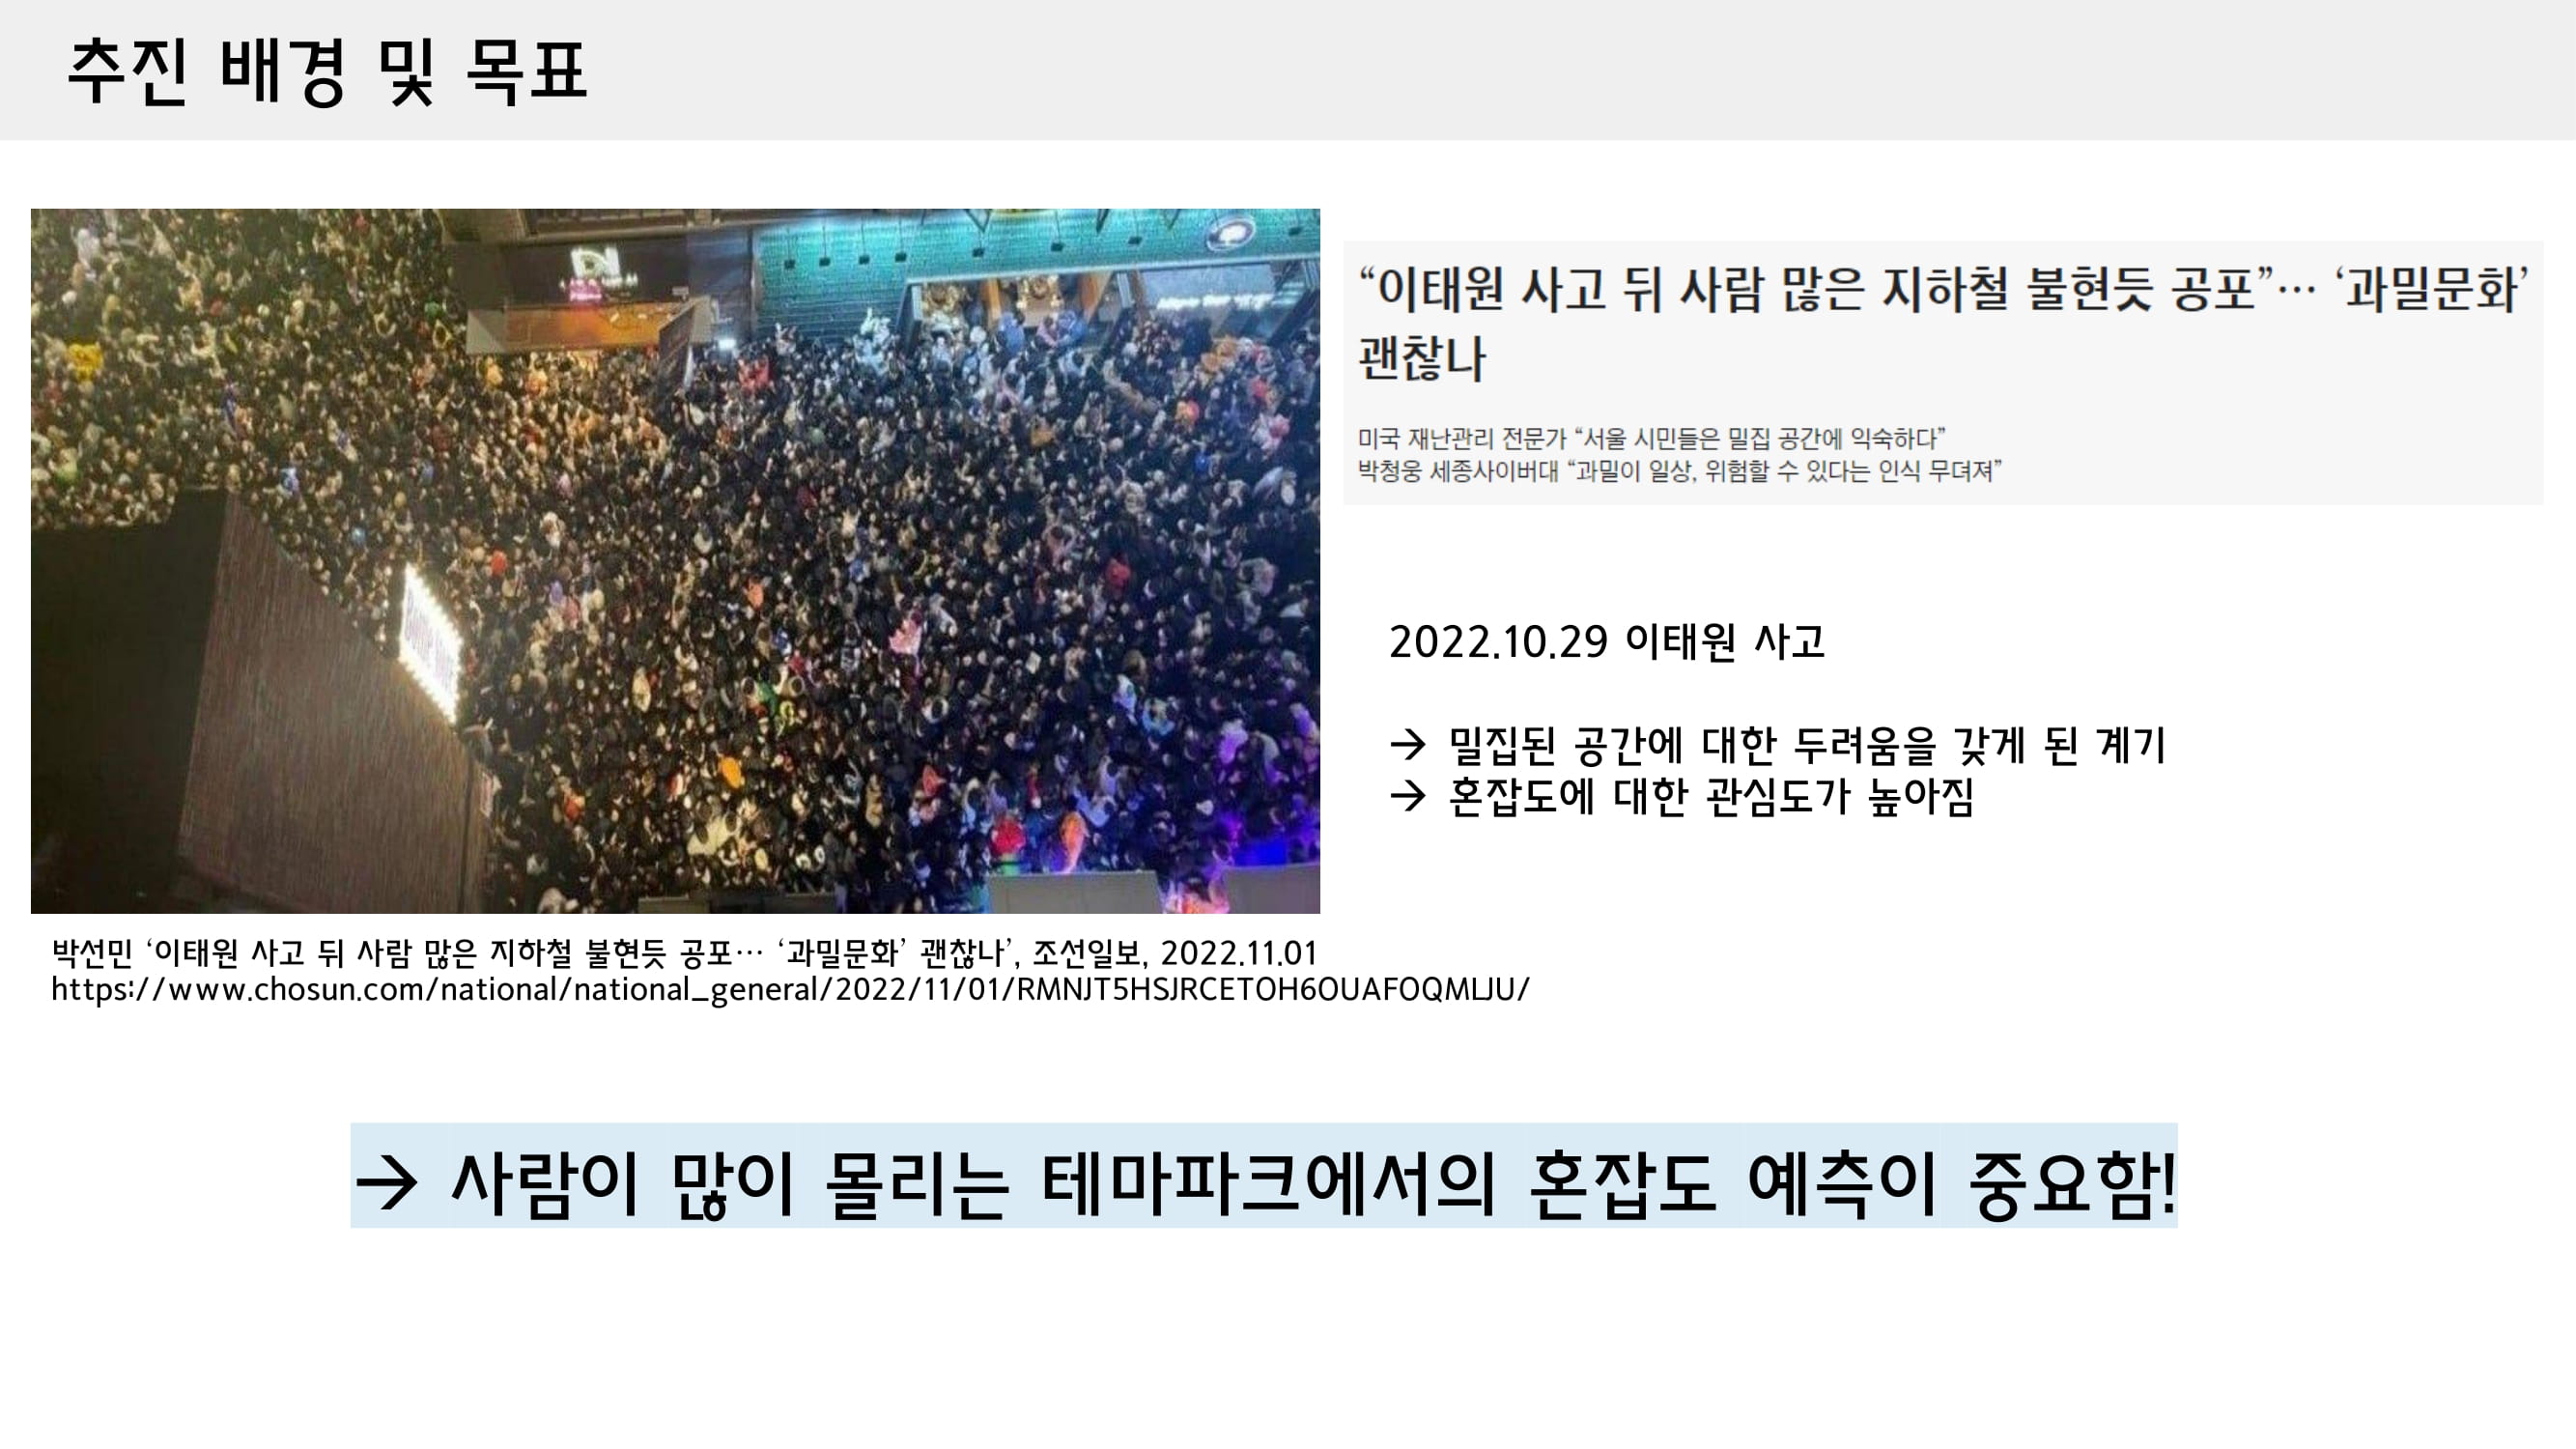 추진 배경 및 목표
“이태원 사고 뒤 사람 많은 지하철 불현듯 공포”… ‘과밀문화’
괜찮나
미국 재난관리 전문가 “서울 시민들은 밀집 공간에 익숙하다”
박청웅 세종사이버대 “과밀이 일상, 위험할 수 있다는 인식 무뎌져”
2022.10.29 이태원 사고
→ 밀집된 공간에 대한 두려움을 갖게 된 계기
→ 혼잡도에 대한 관심도가 높아짐
박선민 ‘이태원 사고 뒤 사람 많은 지하철 불현듯 공포… ‘과밀문화’ 괜찮나’, 조선일보, 2022.11.01
https://www.chosun.com/national/national_general/2022/11/01/RMNJT5HSJRCETOH6OUAFOQMLJU/
→ 사람이 많이 몰리는 테마파크에서의 혼잡도 예측이 중요함!